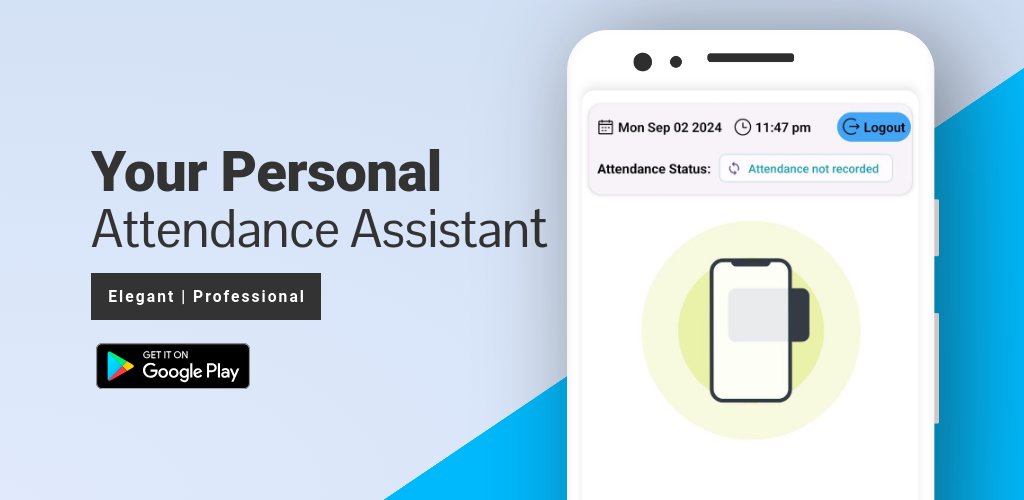 Your Personal
Attendance Assistant
Elegant | Professional
GET IT ON
Google Play
Mon Sep 02 2024 11:47 pm Logout
Attendance Status: Attendance not recorded